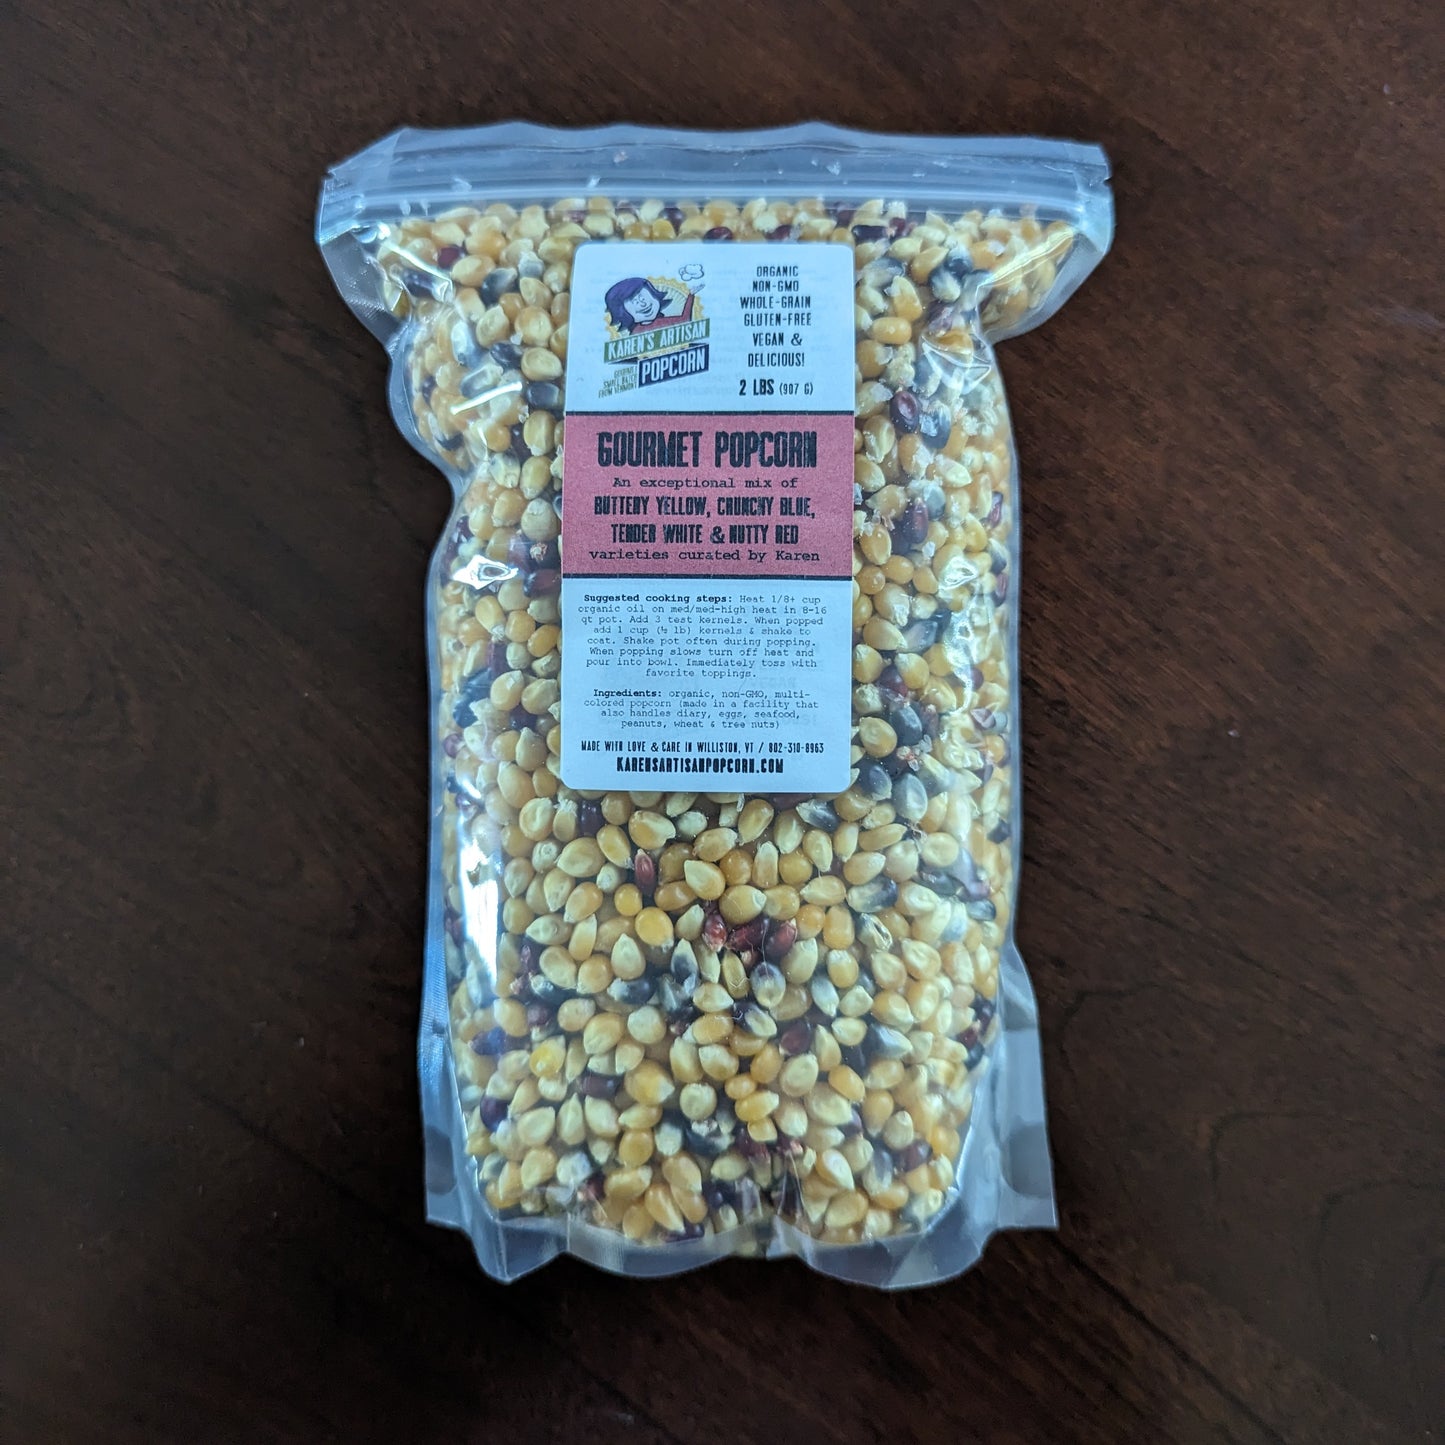 KAREN'S ARTISAN
POPCORN
GOURMET
SMALL BATCH
FROM VERMONT
ORGANIC
NON-GMO
WHOLE-GRAIN
GLUTEN-FREE
VEGAN &
DELICIOUS!
2 LBS (907 G)
GOURMET POPCORN
An exceptional mix of
BUTTERY YELLOW, CRUNCHY BLUE,
TENDER WHITE & NUTTY RED
varieties curated by Karen
Suggested cooking steps: Heat 1/8+ cup
organic oil on med/med-high heat in 8-16
qt pot. Add 3 test kernels. When popped
add 1 cup (½ lb) kernels & shake to
coat. Shake pot often during popping.
When popping slows turn off heat and
pour into bowl. Immediately toss with
favorite toppings.
Ingredients: organic, non-GMO, multi-
colored popcorn (made in a facility that
also handles diary, eggs, seafood,
peanuts, wheat & tree nuts)
MADE WITH LOVE & CARE IN WILLISTON, VT / 802-310-8963
KARENSARTISANPOPCORN.COM